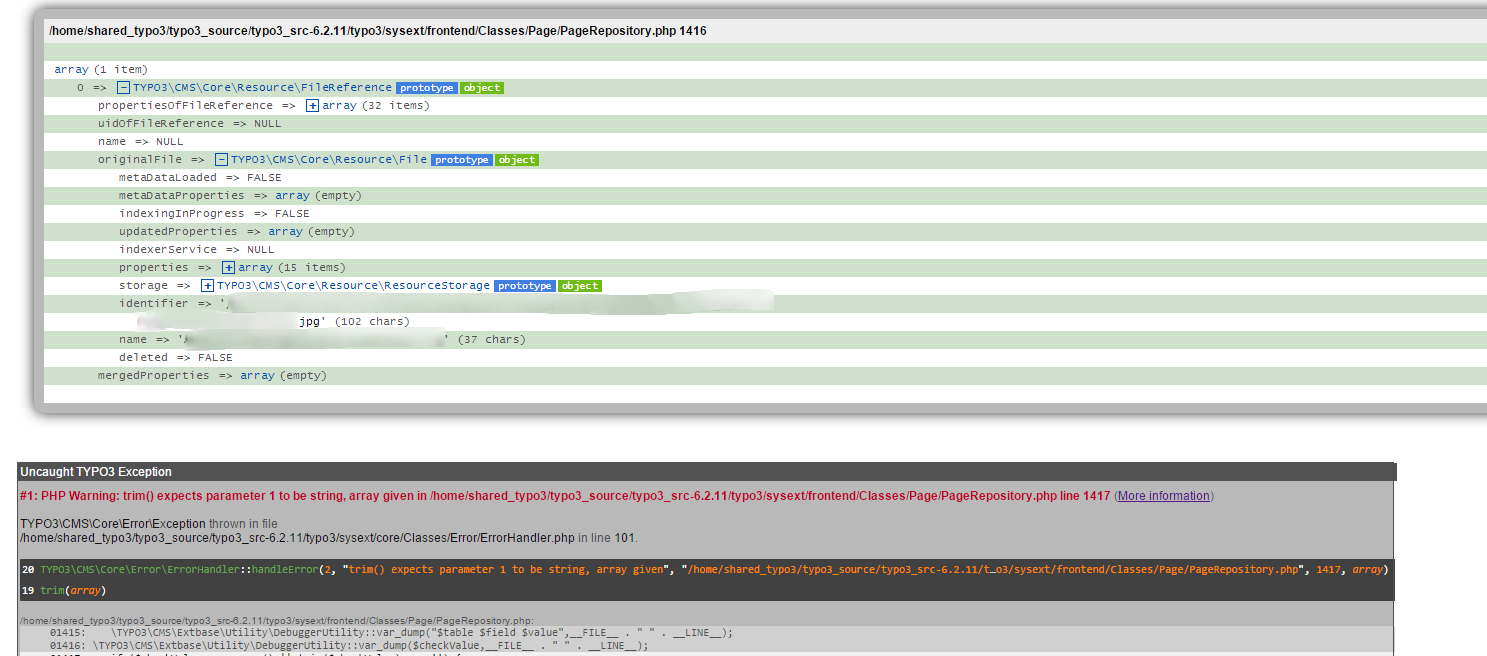 /home/shared_typo3/typo3_source/typo3_src-6.2.11/typo3/sysext/frontend/Classes/Page/PageRepository.php 1416
array (1 item)
0 => TYPO3\CMS\Core\Resource\FileReference prototype object
propertiesOfFileReference => array (32 items)
uidOfFileReference => NULL
name => NULL
originalFile => TYPO3\CMS\Core\Resource\File prototype object
metaDataLoaded => FALSE
metaDataProperties => array (empty)
indexingInProgress => FALSE
updatedProperties => array (empty)
indexerService => NULL
properties => array (15 items)
storage => TYPO3\CMS\Core\Resource\ResourceStorage prototype object
identifier => '
jpg' (102 chars)
name => ' ' (37 chars)
deleted => FALSE
mergedProperties => array (empty)
Uncaught TYPO3 Exception
#1: PHP Warning: trim() expects parameter 1 to be string, array given in /home/shared_typo3/typo3_source/typo3_src-6.2.11/typo3/sysext/frontend/Classes/Page/PageRepository.php line 1417 (More information)
TYPO3\CMS\Core\Error\Exception thrown in file
/home/shared_typo3/typo3_source/typo3_src-6.2.11/typo3/sysext/core/Classes/Error/ErrorHandler.php in line 101.
20 TYPO3\CMS\Core\Error\ErrorHandler::handleError(2, "trim() expects parameter 1 to be string, array given", "/home/shared_typo3/typo3_source/typo3_src-6.2.11/t…o3/sysext/frontend/Classes/Page/PageRepository.php", 1417, array)
19 trim(array)
/home/shared_typo3/typo3_source/typo3_src-6.2.11/typo3/sysext/frontend/Classes/Page/PageRepository.php:
01415: \TYPO3\CMS\Extbase\Utility\DebuggerUtility::var_dump("$table $field $value",__FILE__ . " " . __LINE__);
01416: \TYPO3\CMS\Extbase\Utility\DebuggerUtility::var_dump($checkValue,__FILE__ . " " . __LINE__);